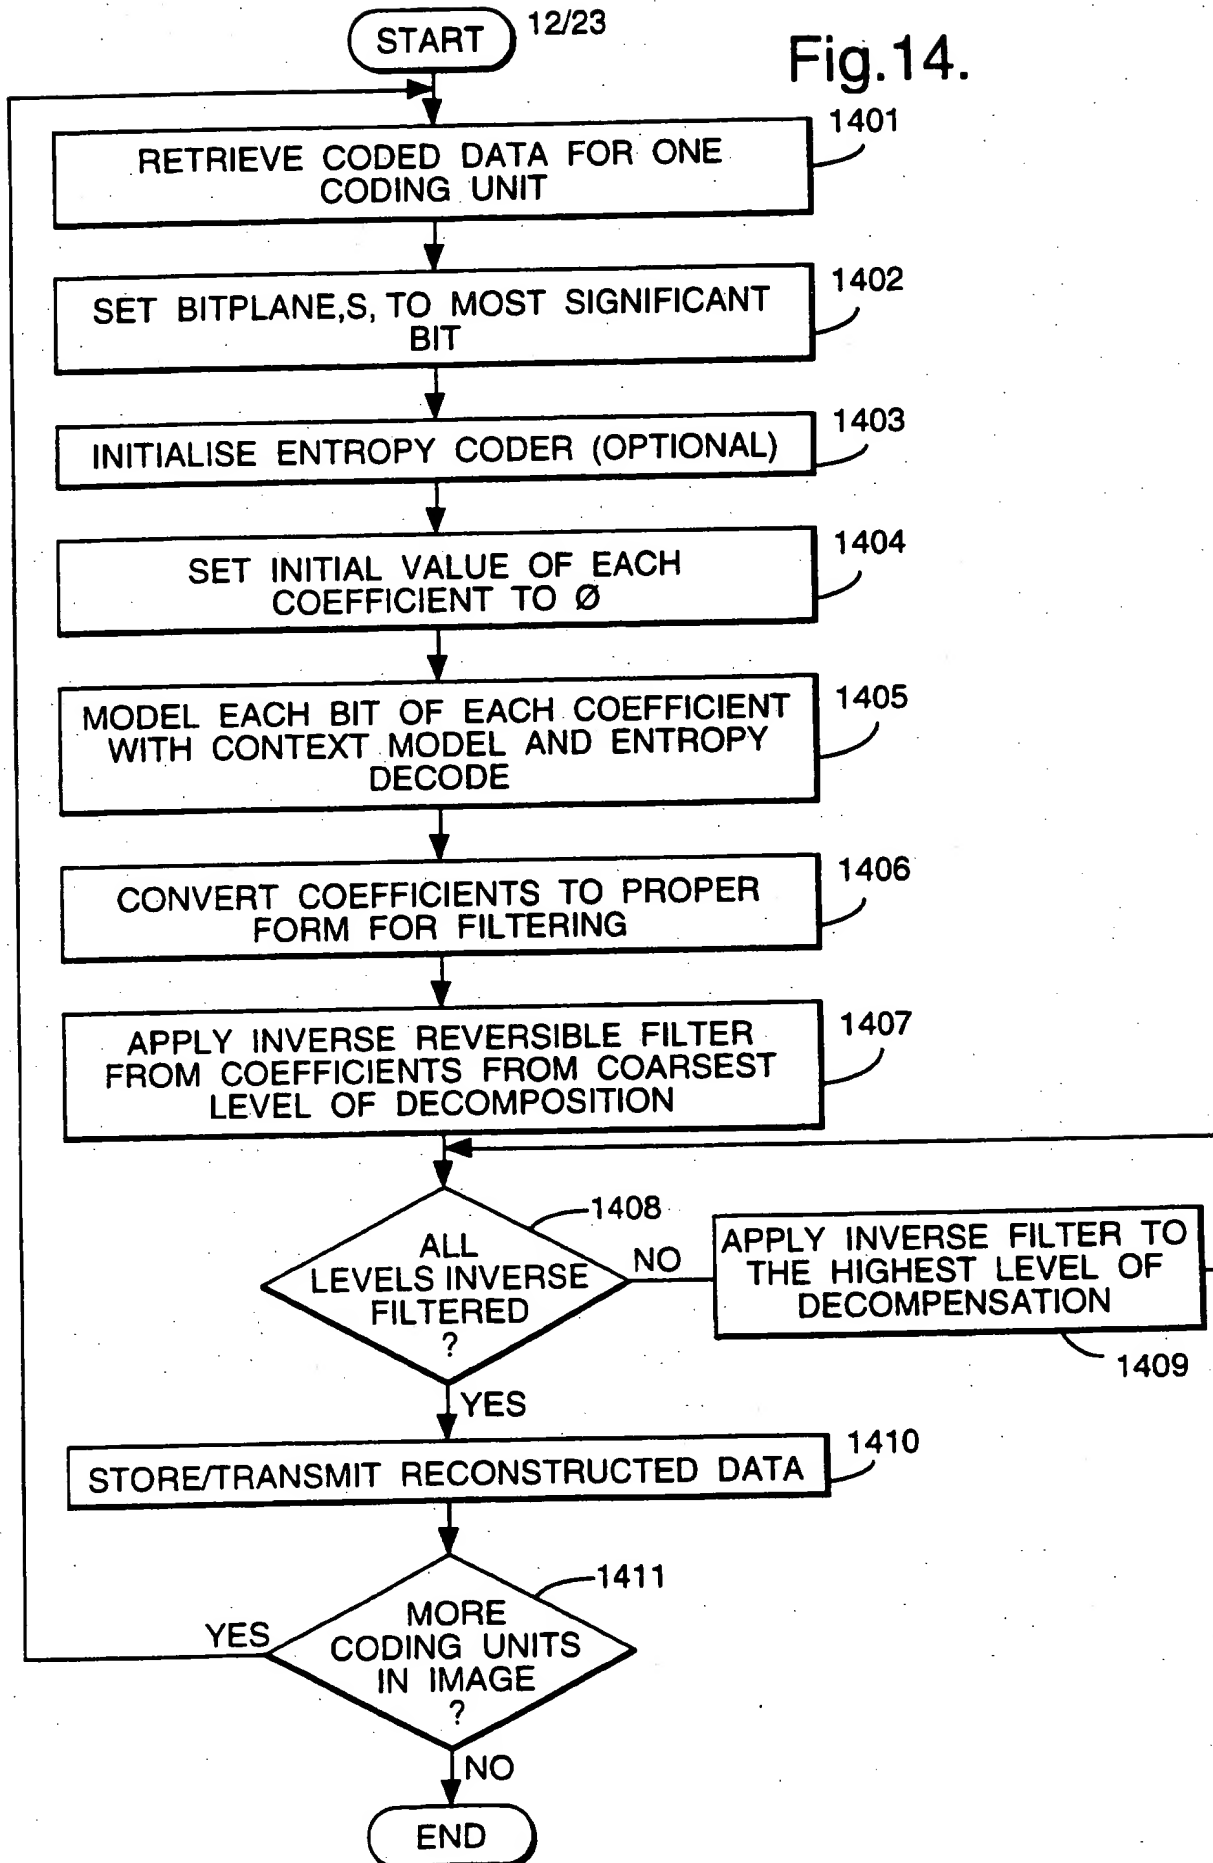 START
12/23
Fig.14.
1401
RETRIEVE CODED DATA FOR ONE
CODING UNIT
1402
SET BITPLANE,S, TO MOST SIGNIFICANT
BIT
1403
INITIALISE ENTROPY CODER (OPTIONAL)
1404
SET INITIAL VALUE OF EACH
COEFFICIENT TO Ø
1405
MODEL EACH BIT OF EACH COEFFICIENT
WITH CONTEXT MODEL AND ENTROPY
DECODE
1406
CONVERT COEFFICIENTS TO PROPER
FORM FOR FILTERING
1407
APPLY INVERSE REVERSIBLE FILTER
FROM COEFFICIENTS FROM COARSEST
LEVEL OF DECOMPOSITION
1408
ALL
LEVELS INVERSE
FILTERED
?
NO
APPLY INVERSE FILTER TO
THE HIGHEST LEVEL OF
DECOMPENSATION
1409
YES
1410
STORE/TRANSMIT RECONSTRUCTED DATA
1411
MORE
CODING UNITS
IN IMAGE
?
YES
NO
END